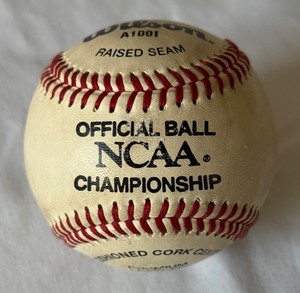 Wilson
A1001
RAISED SEAM
OFFICIAL BALL
NCAA®
CHAMPIONSHIP